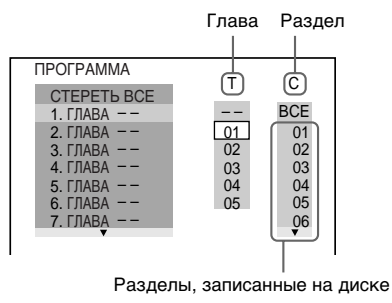 Глава Раздел
ПРОГРАММА
T C
СТЕРЕТЬ ВСЕ – – ВСЕ
1. ГЛАВА – –
2. ГЛАВА – – 01 01
3. ГЛАВА – – 02 02
4. ГЛАВА – – 03 03
5. ГЛАВА – – 04 04
6. ГЛАВА – – 05 05
7. ГЛАВА – – 06
Разделы, записанные на диске